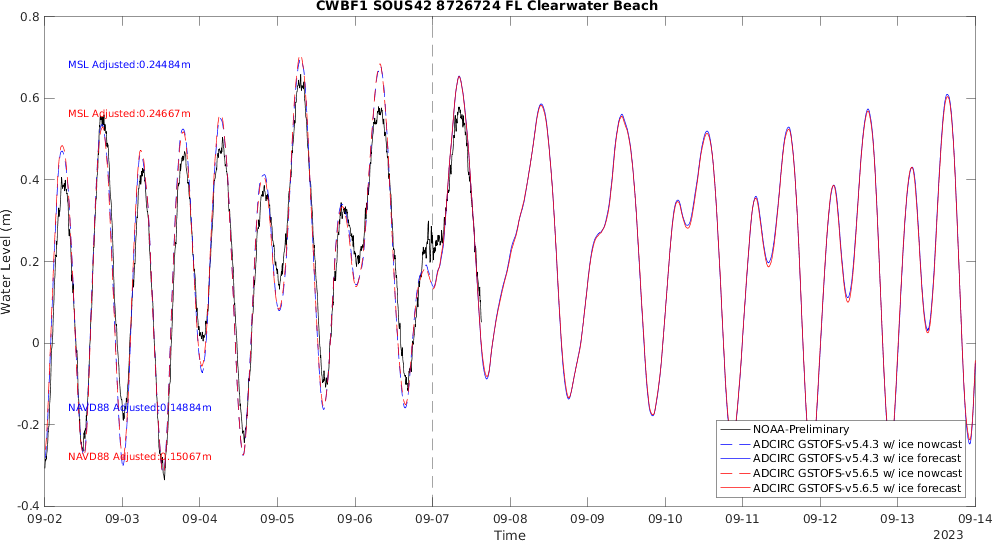 CWBF1 SOUS42 8726724 FL Clearwater Beach
0.8
0.6
0.4
0.2
0
-0.2
-0.4
Water Level (m)
MSL Adjusted:0.24484m
MSL Adjusted:0.24667m
NAVD88 Adjusted:0.14884m
NAVD88 Adjusted:0.15067m
NOAA-Preliminary
ADCIRC GSTOFS-v5.4.3 w/ ice nowcast
ADCIRC GSTOFS-v5.4.3 w/ ice forecast
ADCIRC GSTOFS-v5.6.5 w/ ice nowcast
ADCIRC GSTOFS-v5.6.5 w/ ice forecast
09-02 09-03 09-04 09-05 09-06 09-07 09-08 09-09 09-10 09-11 09-12 09-13 09-14
Time
2023